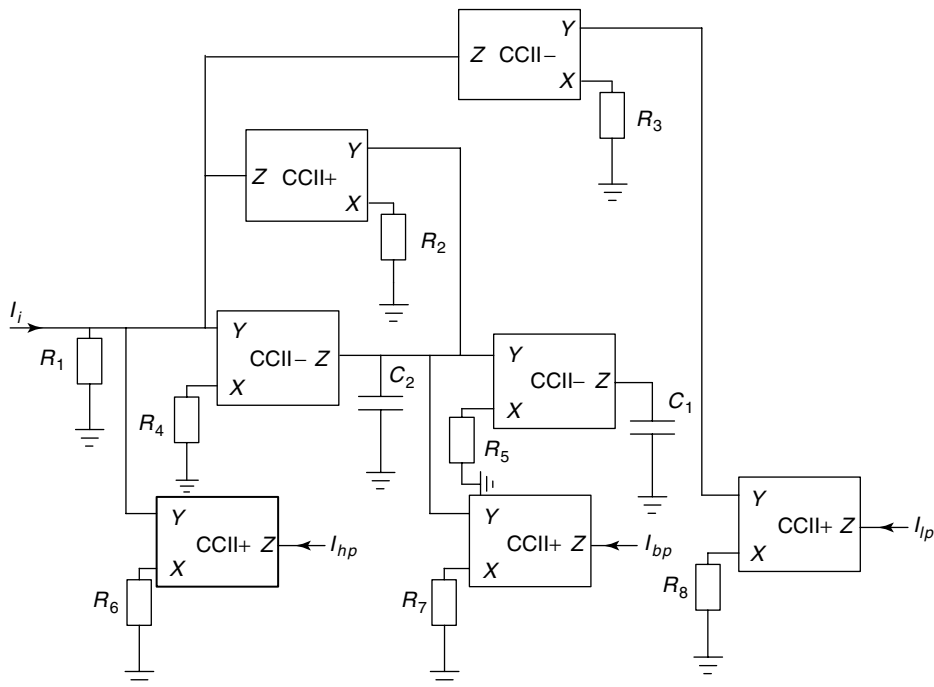 Y
Z CCII−
X
R3
Y
Z CCII+
X
R2
Ii
R1
Y
CCII− Z
X
R4
C2
Y
CCII− Z
X
R5
C1
Y
CCII+ Z
X
Ihp
R6
Y
CCII+ Z
X
Ibp
R7
Y
CCII+ Z
X
Ilp
R8